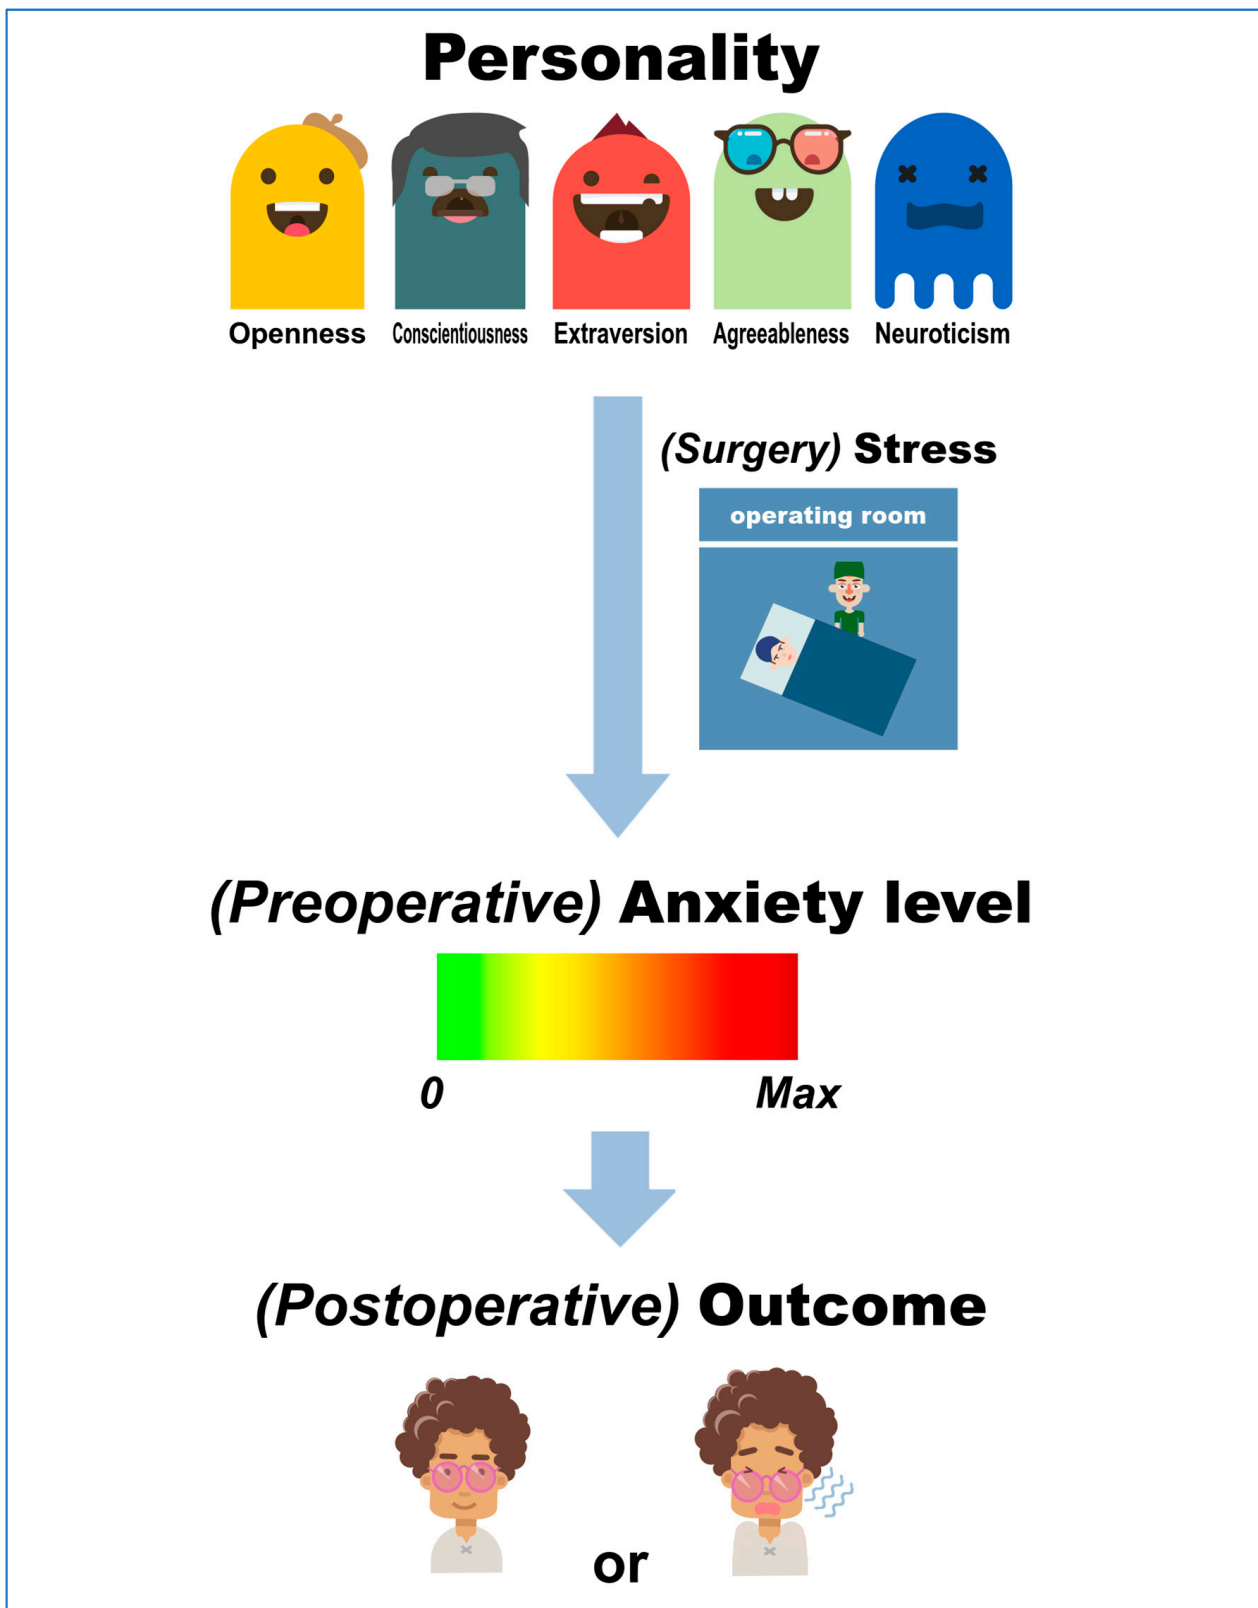 Personality
Openness Conscientiousness Extraversion Agreeableness Neuroticism
(Surgery) Stress
operating room
(Preoperative) Anxiety level
0 Max
(Postoperative) Outcome
or